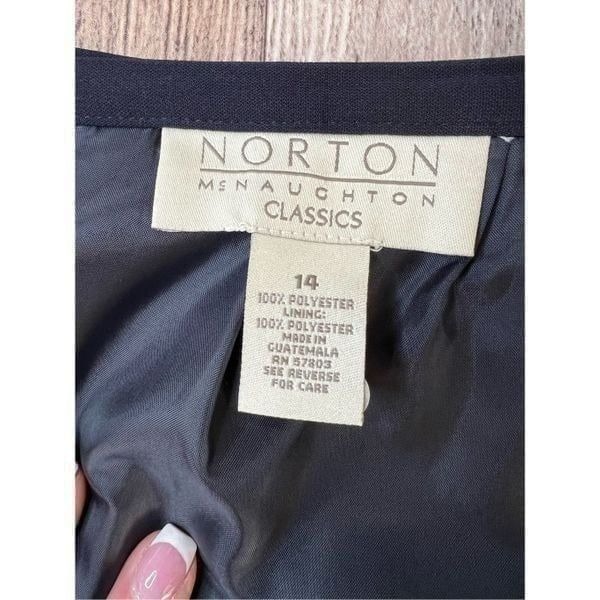 NORTON
McNAUGHTON
CLASSICS
14
100% POLYESTER
LINING:
100% POLYESTER
MADE IN
GUATEMALA
RN 57803
SEE REVERSE
FOR CARE